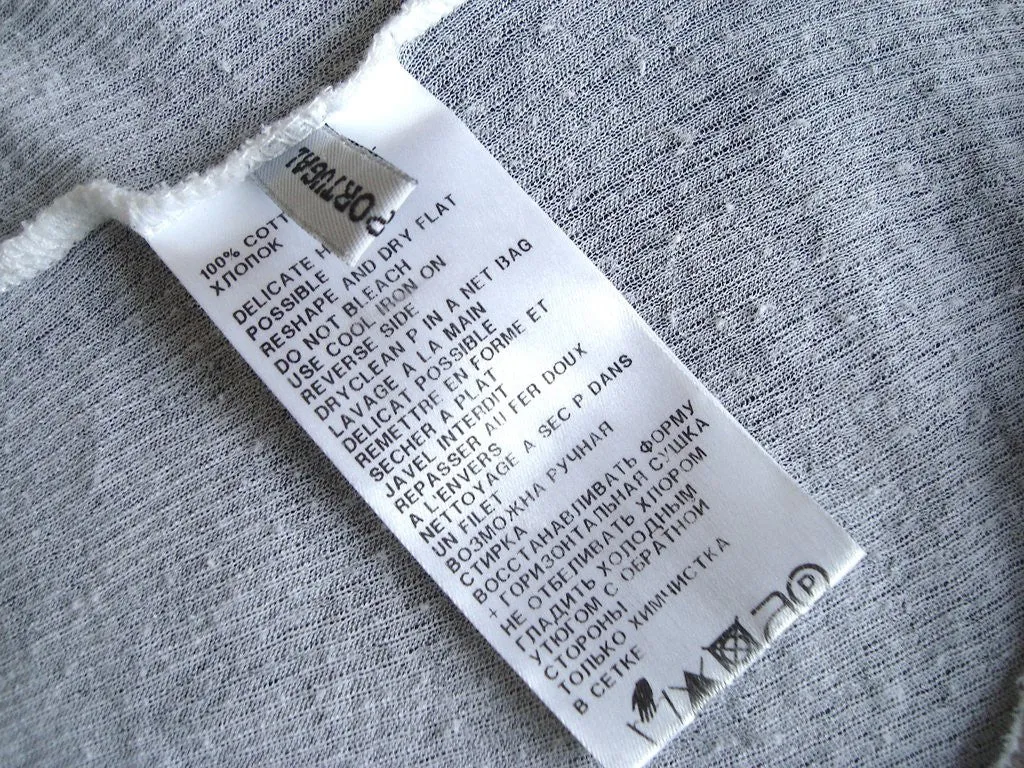 PORTUGAL
100% COTT
ХЛОПОК
DELICATE H
POSSIBLE
RESHAPE AND DRY FLAT
DO NOT BLEACH
USE COOL IRON ON
REVERSE SIDE
DRYCLEAN P IN A NET BAG
LAVAGE A LA MAIN
DELICAT POSSIBLE
REMETTRE EN FORME ET
SECHER A PLAT
JAVEL INTERDIT
REPASSER AU FER DOUX
A L'ENVERS
NETTOYAGE A SEC P DANS
UN FILET
ВОЗМОЖНА РУЧНАЯ
СТИРКА
ВОССТАНАВЛИВАТЬ ФОРМУ
+ ГОРИЗОНТАЛЬНАЯ СУШКА
НЕ ОТБЕЛИВАТЬ ХЛОРОМ
ГЛАДИТЬ ХОЛОДНЫМ
УТЮГОМ С ОБРАТНОЙ
СТОРОНЫ
ТОЛЬКО ХИМЧИСТКА
В СЕТКЕ
P